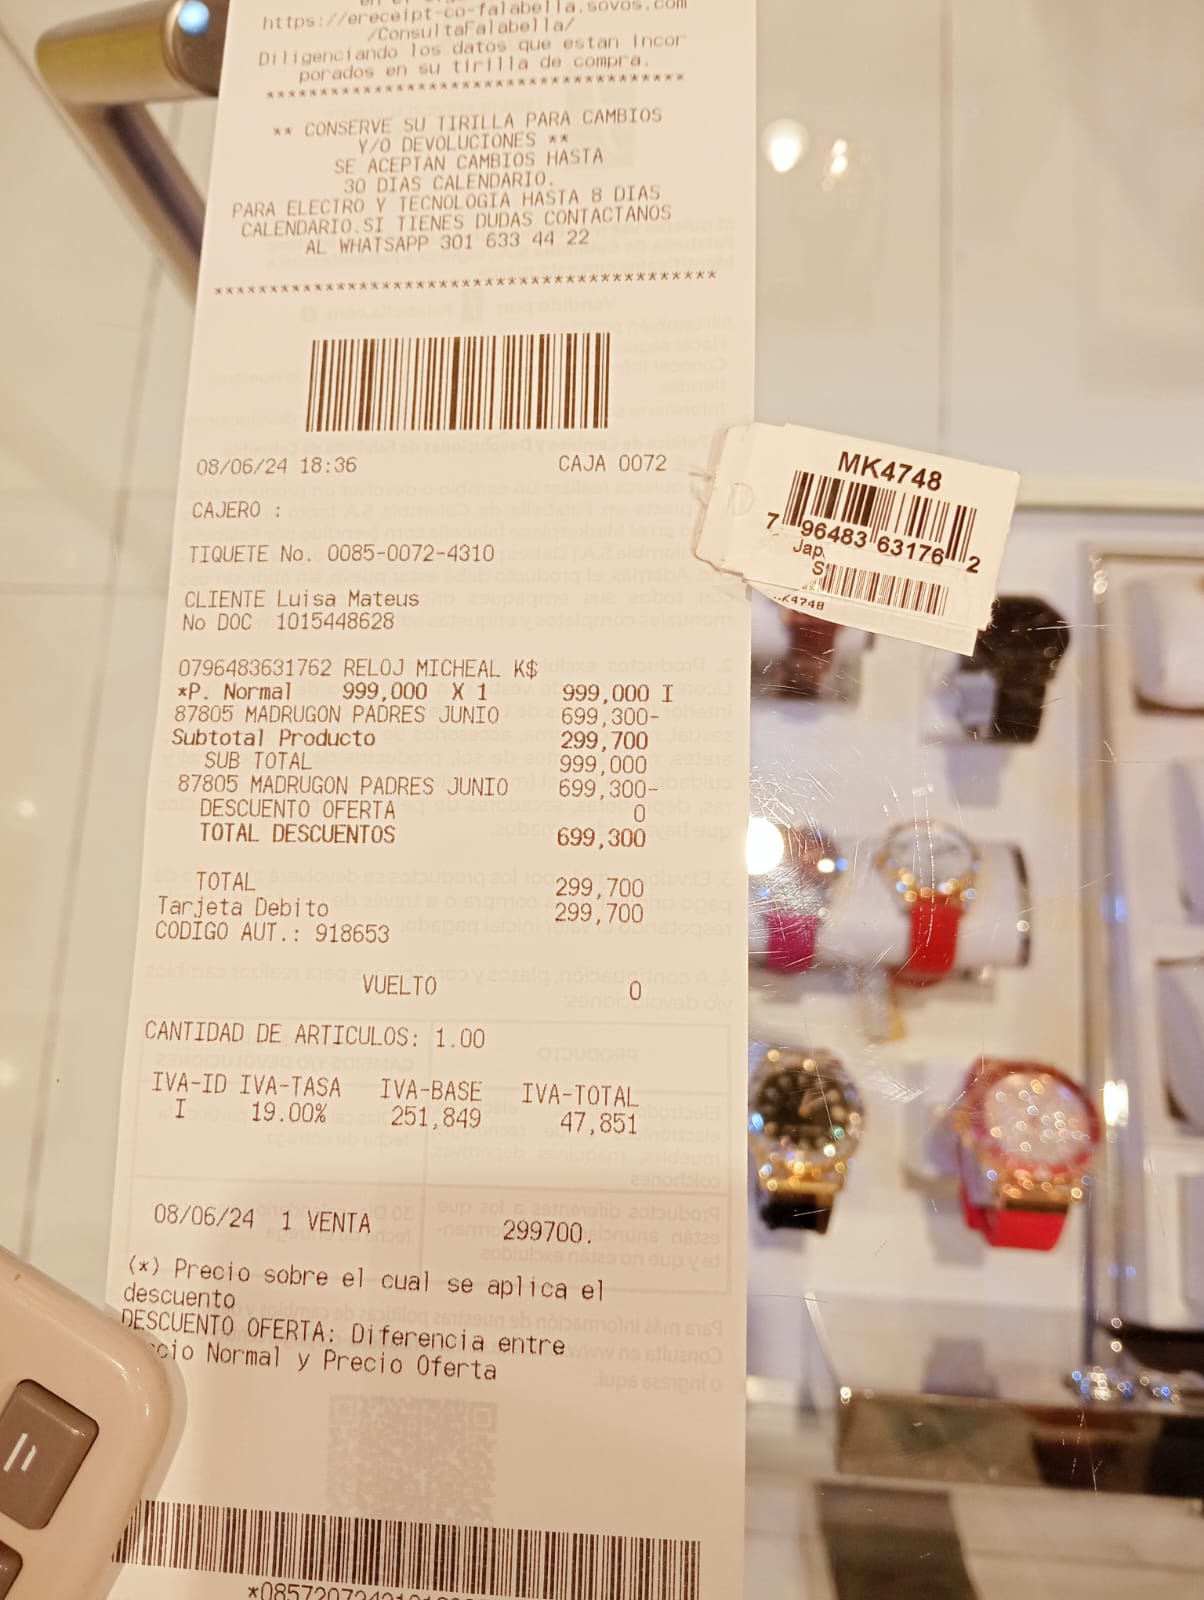 https://ereceipt-co-falabella.sovos.com
/ConsultaFalabella/
Diligenciando los datos que estan incor
porados en su tirilla de compra.
***************************************
** CONSERVE SU TIRILLA PARA CAMBIOS
Y/O DEVOLUCIONES **
SE ACEPTAN CAMBIOS HASTA
30 DIAS CALENDARIO.
PARA ELECTRO Y TECNOLOGIA HASTA 8 DIAS
CALENDARIO.SI TIENES DUDAS CONTACTANOS
AL WHATSAPP 301 633 44 22
***********************************************
08/06/24 18:36 CAJA 0072
CAJERO :
TIQUETE No. 0085-0072-4310
CLIENTE Luisa Mateus
No DOC 1015448628
0796483631762 RELOJ MICHEAL K$
*P. Normal 999,000 X 1 999,000 I
87805 MADRUGON PADRES JUNIO 699,300-
Subtotal Producto 299,700
SUB TOTAL 999,000
87805 MADRUGON PADRES JUNIO 699,300-
DESCUENTO OFERTA 0
TOTAL DESCUENTOS 699,300
TOTAL 299,700
Tarjeta Debito 299,700
CODIGO AUT.: 918653
VUELTO 0
CANTIDAD DE ARTICULOS: 1.00
IVA-ID IVA-TASA IVA-BASE IVA-TOTAL
I 19.00% 251,849 47,851
08/06/24 1 VENTA 299700.
(*) Precio sobre el cual se aplica el
descuento
DESCUENTO OFERTA: Diferencia entre
cio Normal y Precio Oferta
MK4748
7 96483 63176 2
Jap.
S
MK4748
=